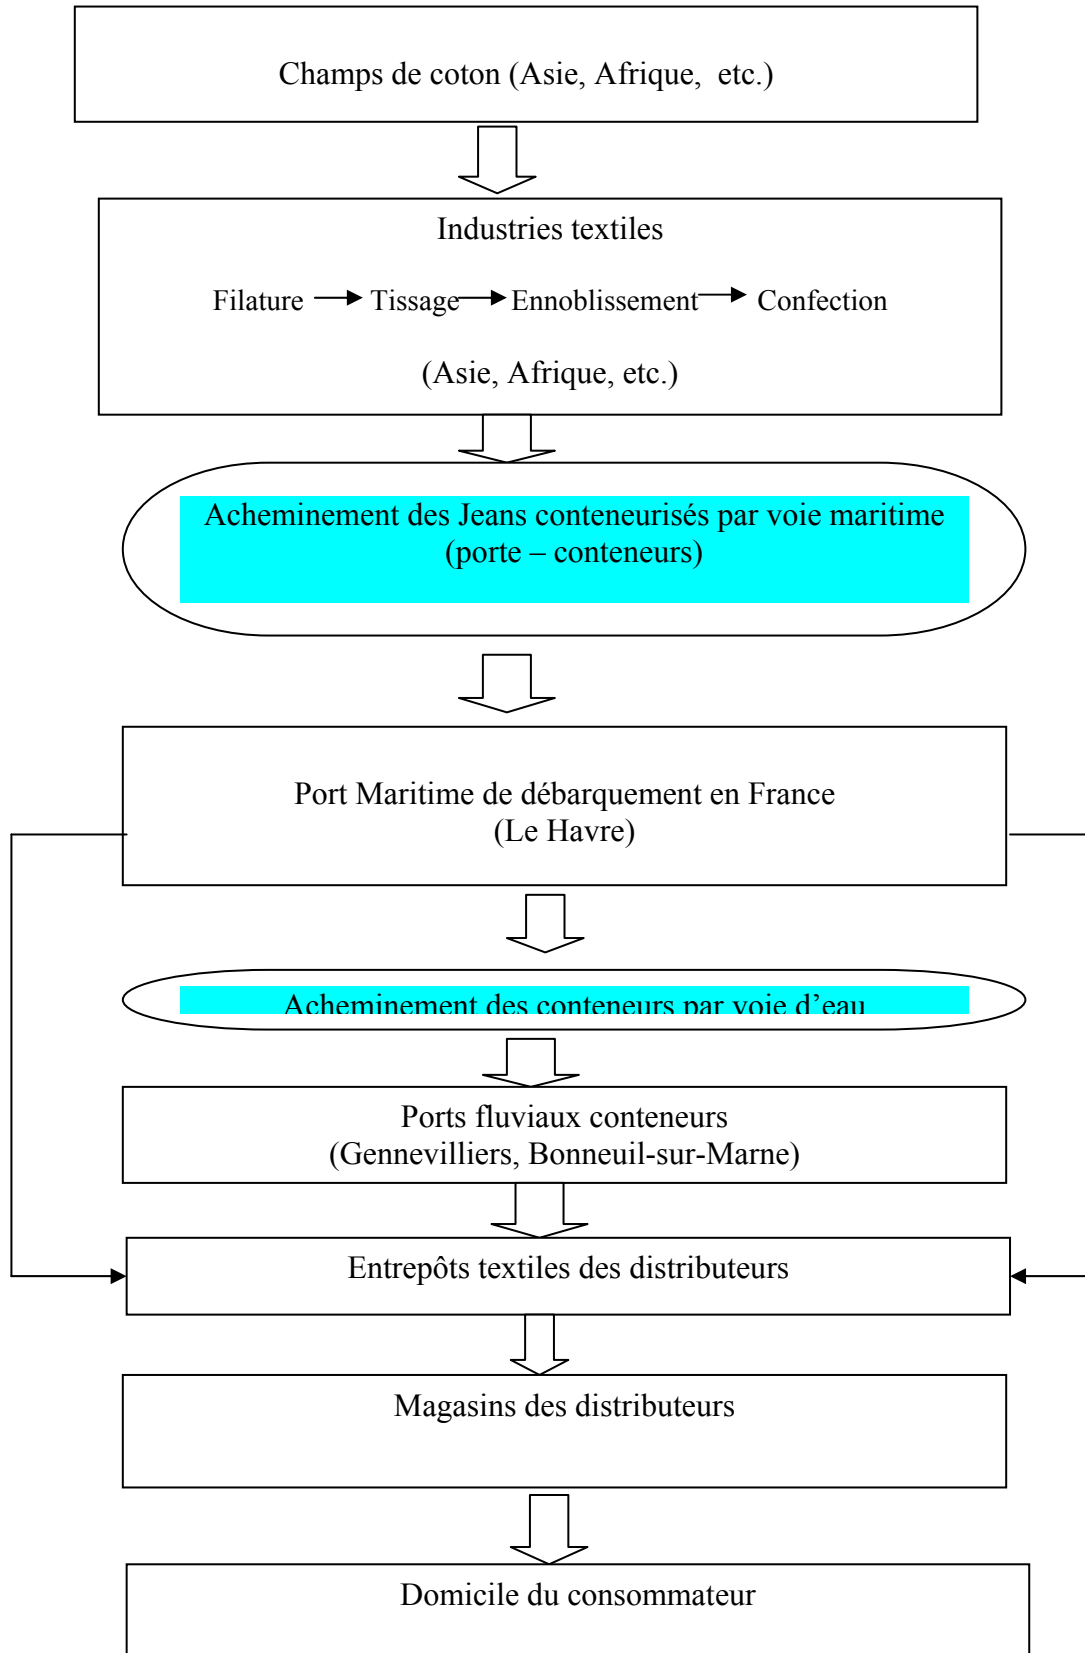 Champs de coton (Asie, Afrique, etc.)
Industries textiles
Filature Tissage Ennoblissement Confection
(Asie, Afrique, etc.)
Acheminement des Jeans conteneurisés par voie maritime
(porte – conteneurs)
Port Maritime de débarquement en France
(Le Havre)
Acheminement des conteneurs par voie d’eau
Ports fluviaux conteneurs
(Gennevilliers, Bonneuil-sur-Marne)
Entrepôts textiles des distributeurs
Magasins des distributeurs
Domicile du consommateur